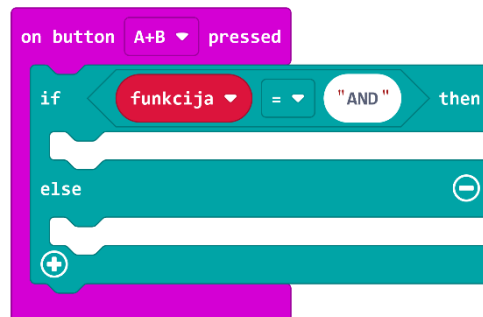 on button A+B pressed
if funkcija = "AND" then
else